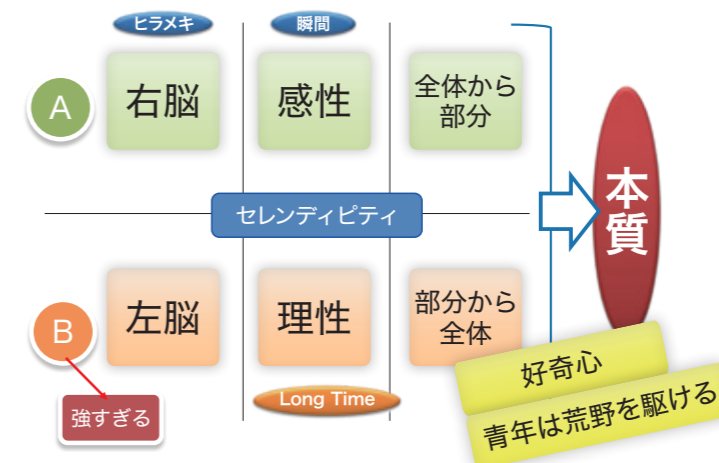 ヒラメキ
瞬間
A
右脳
感性
全体から
部分
セレンディピティ
本質
B
左脳
理性
部分から
全体
強すぎる
Long Time
好奇心
青年は荒野を駆ける